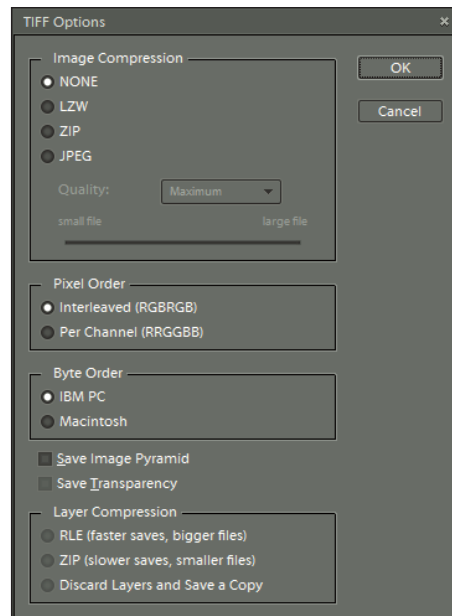 TIFF Options
×
Image Compression
NONE
LZW
ZIP
JPEG
Quality:
Maximum
small file
large file
OK
Cancel
Pixel Order
Interleaved (RGBRGB)
Per Channel (RRGGBB)
Byte Order
IBM PC
Macintosh
Save Image Pyramid
Save Transparency
Layer Compression
RLE (faster saves, bigger files)
ZIP (slower saves, smaller files)
Discard Layers and Save a Copy